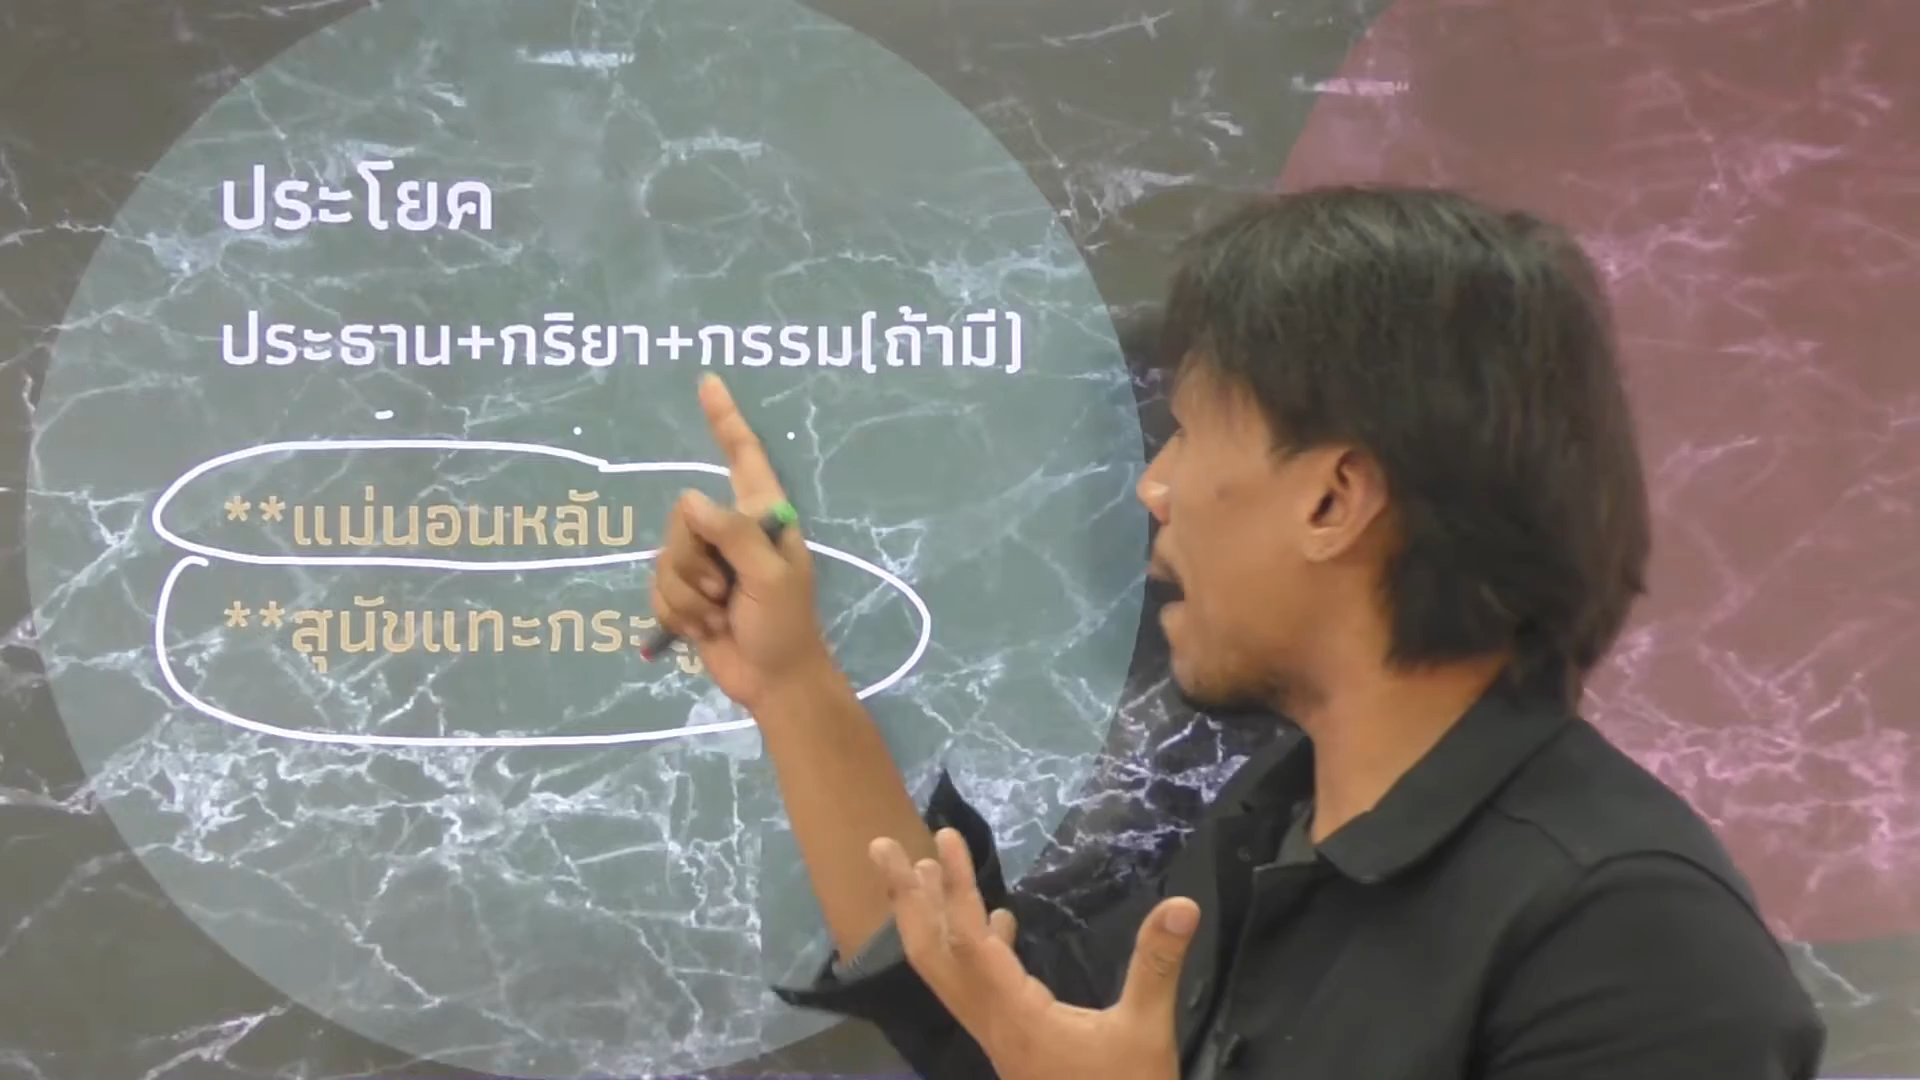 ประโยค
ประธาน+กริยา+กรรม(ถ้ามี)
**แม่นอนหลับ
**สุนัขแทะกระ